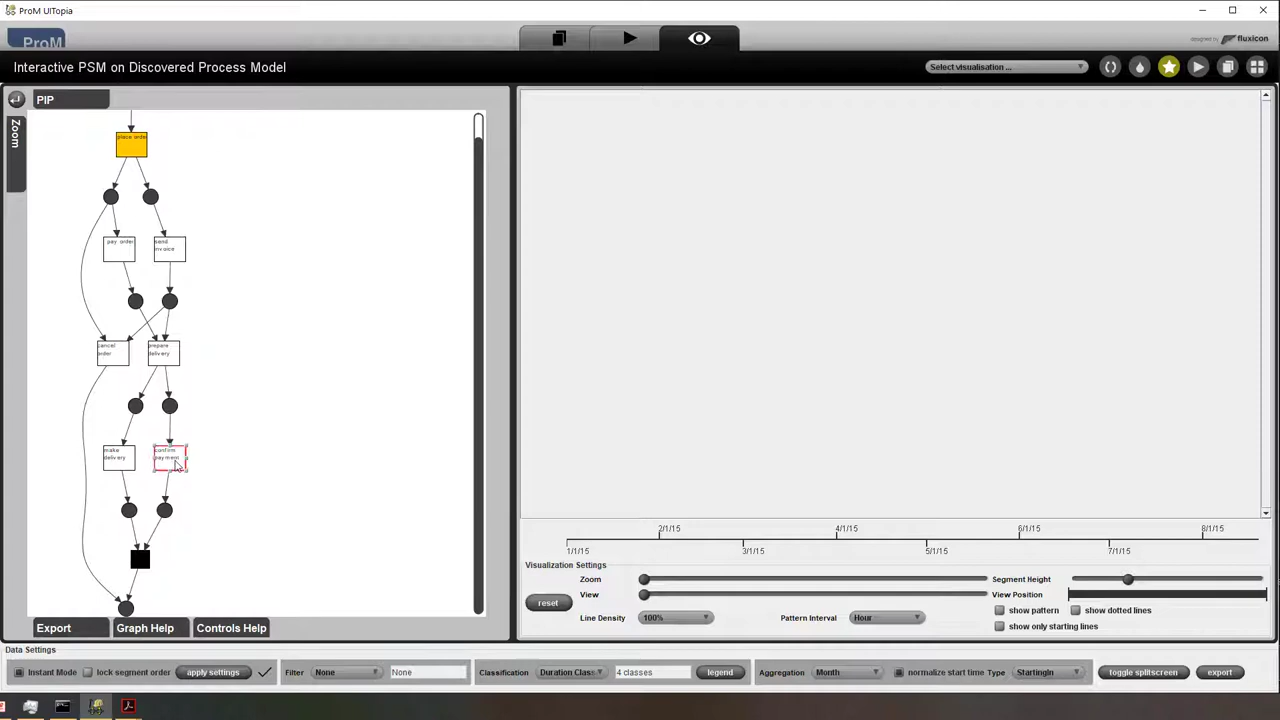 ProM UITopia
ProM
designed by fluxicon
Interactive PSM on Discovered Process Model
Select visualisation ...
PIP
Zoom
place order
pay order
send invoice
cancel order
prepare delivery
make delivery
confirm payment
2/1/15 4/1/15 6/1/15 8/1/15
1/1/15 3/1/15 5/1/15 7/1/15
Visualization Settings
Zoom
Segment Height
reset
View
View Position
show pattern
show dotted lines
Line Density
100%
Pattern Interval
Hour
show only starting lines
Export
Graph Help
Controls Help
Data Settings
Instant Mode
lock segment order
apply settings
Filter
None
None
Classification
Duration Clas
4 classes
legend
Aggregation
Month
normalize start time
Type
StartingIn
toggle splitscreen
export